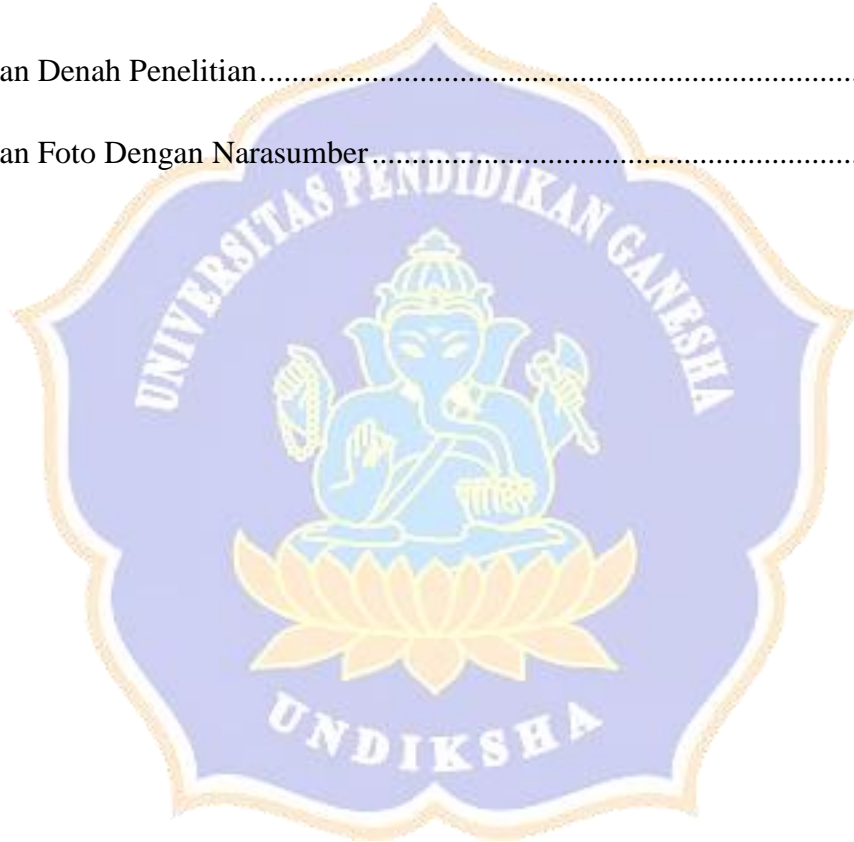 an Denah Penelitian....................................................................................
an Foto Dengan Narasumber......................................................................
UNIVERSITAS PENDIDIKAN GANESHA
UNDIKSHA